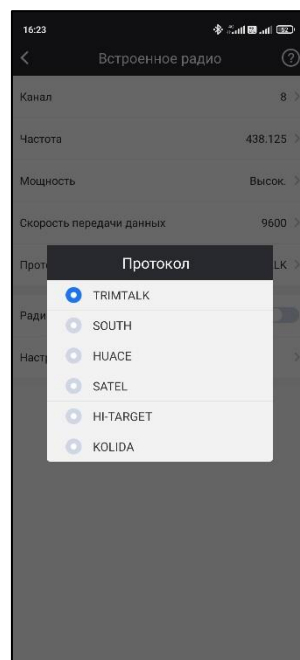 16:23
52
Встроенное радио
?
Канал 8
Частота 438.125
Мощность Высок.
Скорость передачи данных 9600
Прот LK
Протокол
TRIMTALK
SOUTH
HUACE
SATEL
HI-TARGET
KOLIDA
Ради
Наст